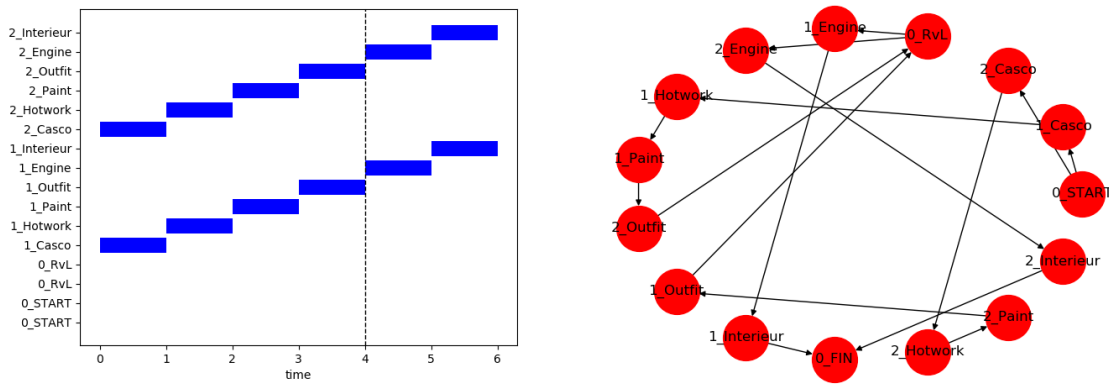 2_Interieur
2_Engine
2_Outfit
2_Paint
2_Hotwork
2_Casco
1_Interieur
1_Engine
1_Outfit
1_Paint
1_Hotwork
1_Casco
0_RvL
0_RvL
0_START
0_START
0 1 2 3 4 5 6
time
1_Engine
0_RvL
2_Engine
2_Casco
1_Hotwork
1_Casco
1_Paint
0_START
2_Outfit
2_Interieur
1_Outfit
2_Paint
1_Interieur
2_Hotwork
0_FIN